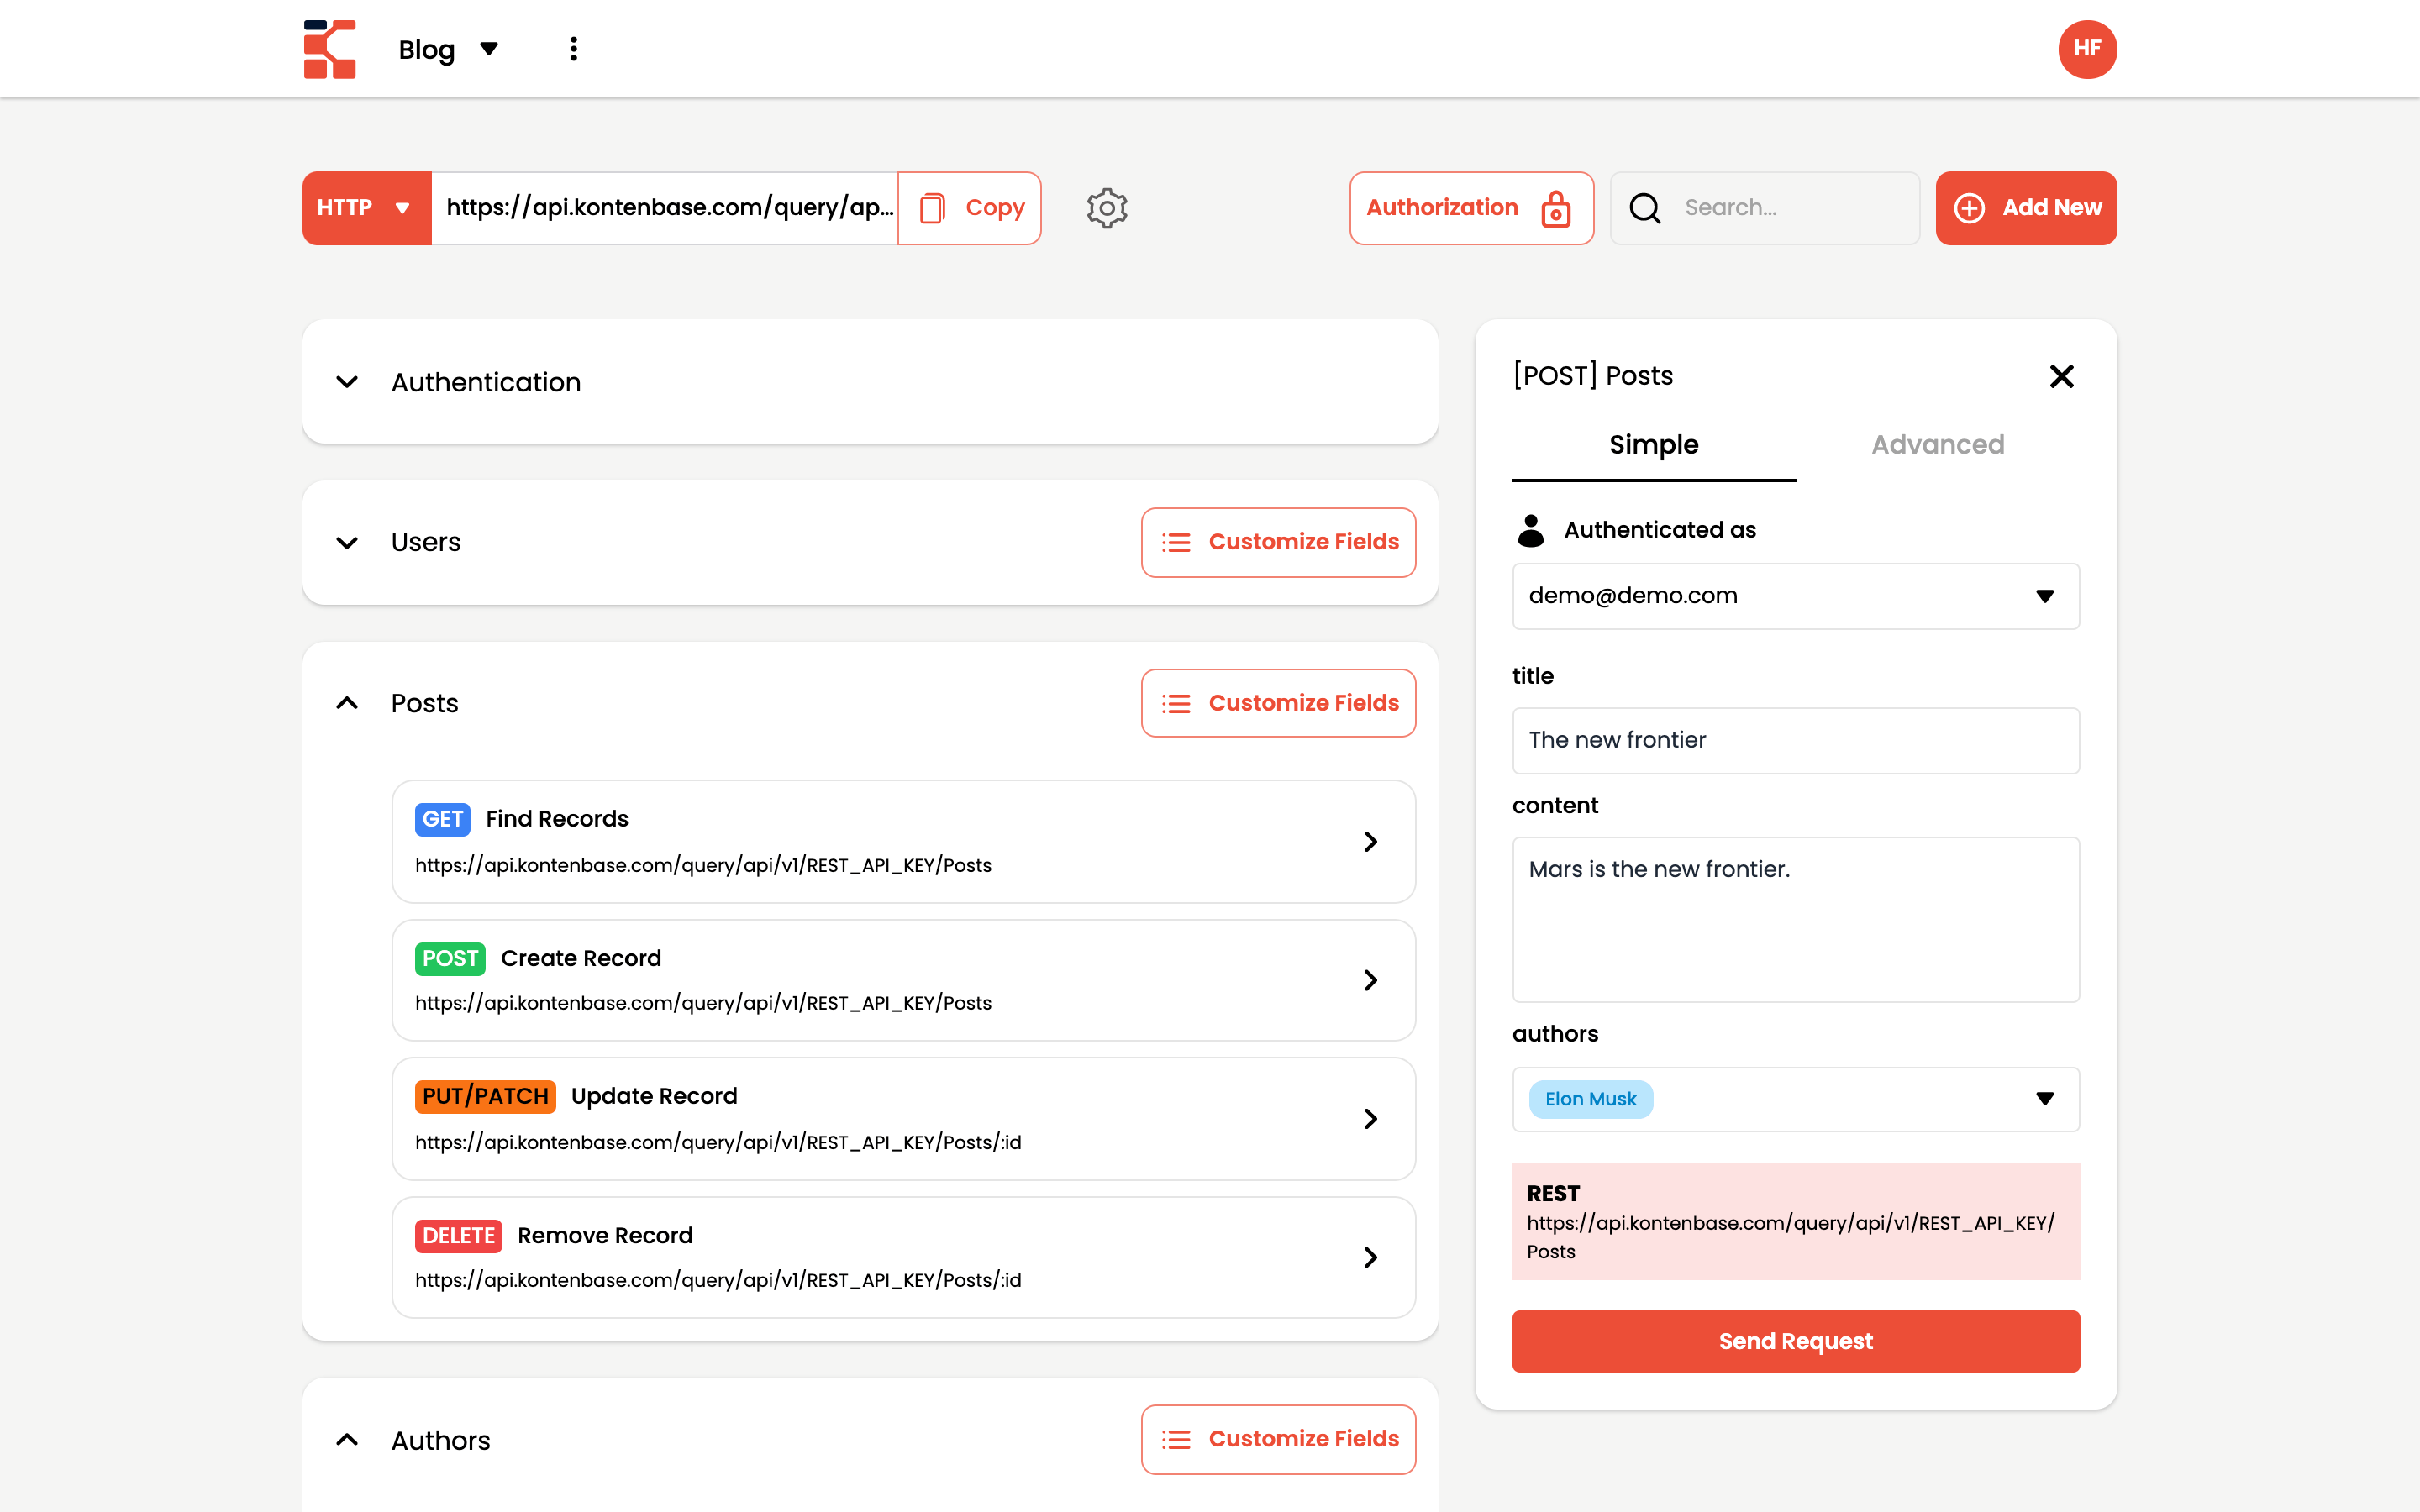 Blog
HF
HTTP
https://api.kontenbase.com/query/ap...
Copy
Authorization
Search...
Add New
Authentication
Users
Customize Fields
Posts
Customize Fields
GET Find Records
https://api.kontenbase.com/query/api/v1/REST_API_KEY/Posts
POST Create Record
https://api.kontenbase.com/query/api/v1/REST_API_KEY/Posts
PUT/PATCH Update Record
https://api.kontenbase.com/query/api/v1/REST_API_KEY/Posts/:id
DELETE Remove Record
https://api.kontenbase.com/query/api/v1/REST_API_KEY/Posts/:id
Authors
Customize Fields
[POST] Posts
Simple
Advanced
Authenticated as
demo@demo.com
title
The new frontier
content
Mars is the new frontier.
authors
Elon Musk
REST
https://api.kontenbase.com/query/api/v1/REST_API_KEY/
Posts
Send Request